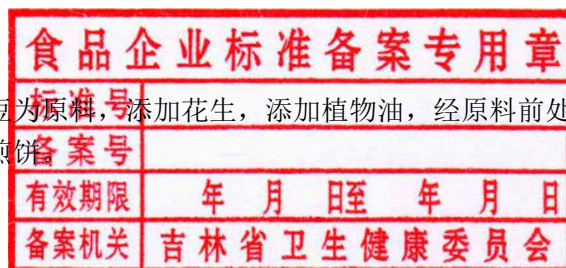 食品企业标准备案专用章
标准号
豆为原料，添加花生，添加植物油，经原料前处
备案号
煎饼。
有效期限 年 月 日至 年 月 日
备案机关 吉林省卫生健康委员会